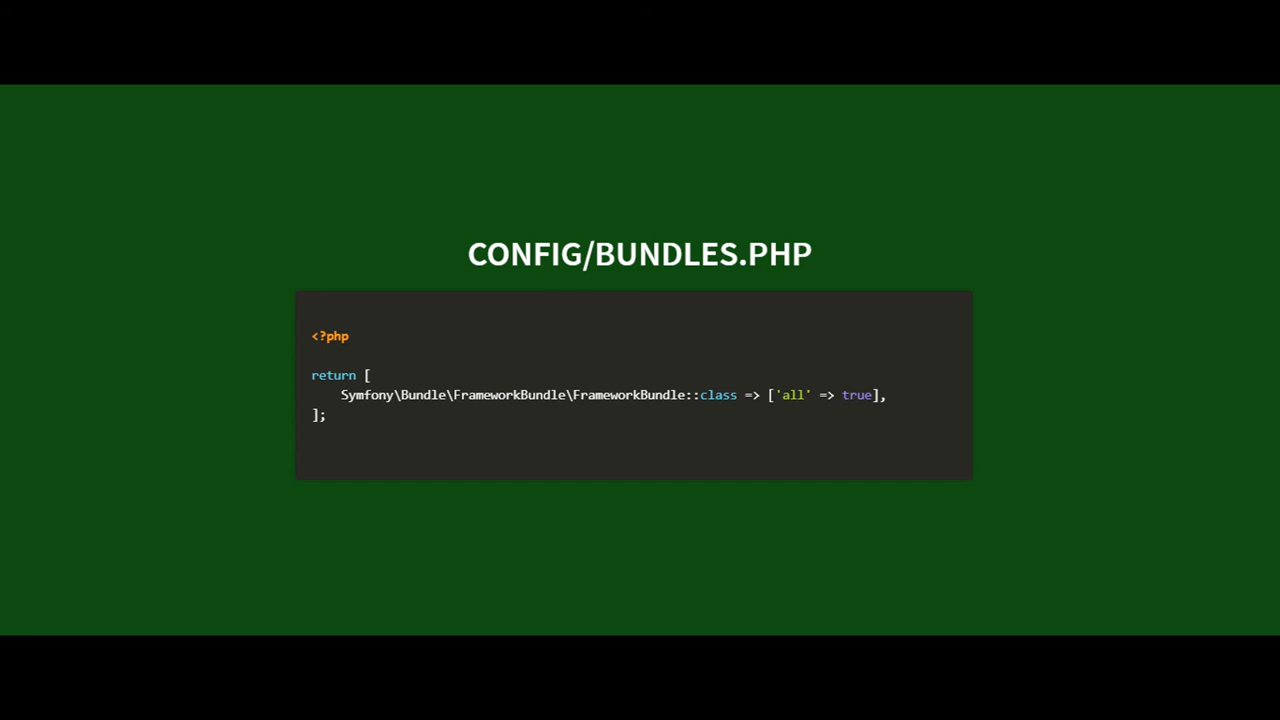 CONFIG/BUNDLES.PHP
<?php
return [
    Symfony\Bundle\FrameworkBundle\FrameworkBundle::class => ['all' => true],
];